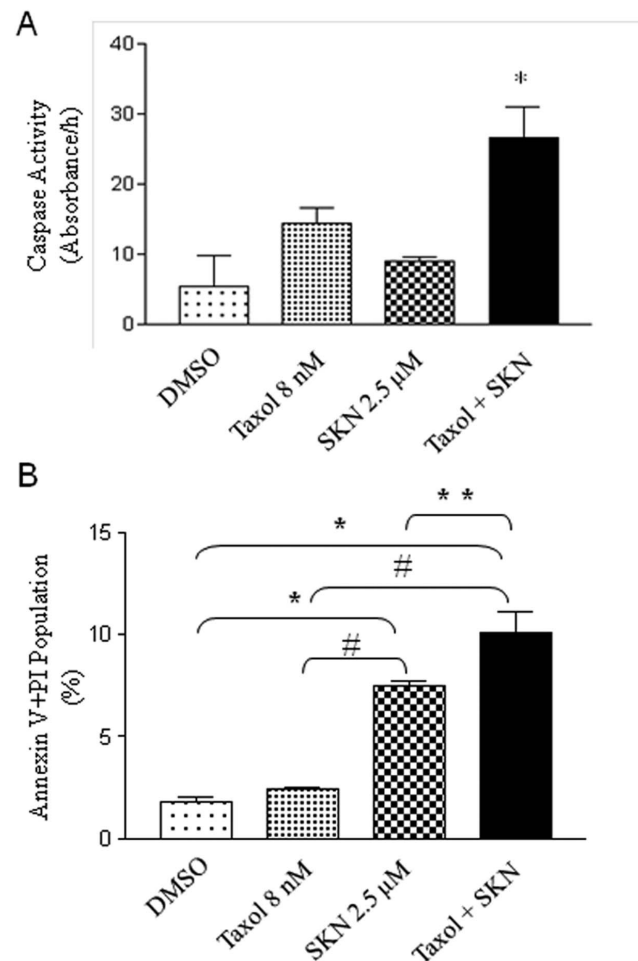 A
Caspase Activity
(Absorbance/h)
40
30
20
10
0
*
DMSO
Taxol 8 nM
SKN 2.5 µM
Taxol + SKN
B
Annexin V+PI Population
(%)
15
10
5
0
* *
*
#
*
#
DMSO
Taxol 8 nM
SKN 2.5 µM
Taxol + SKN